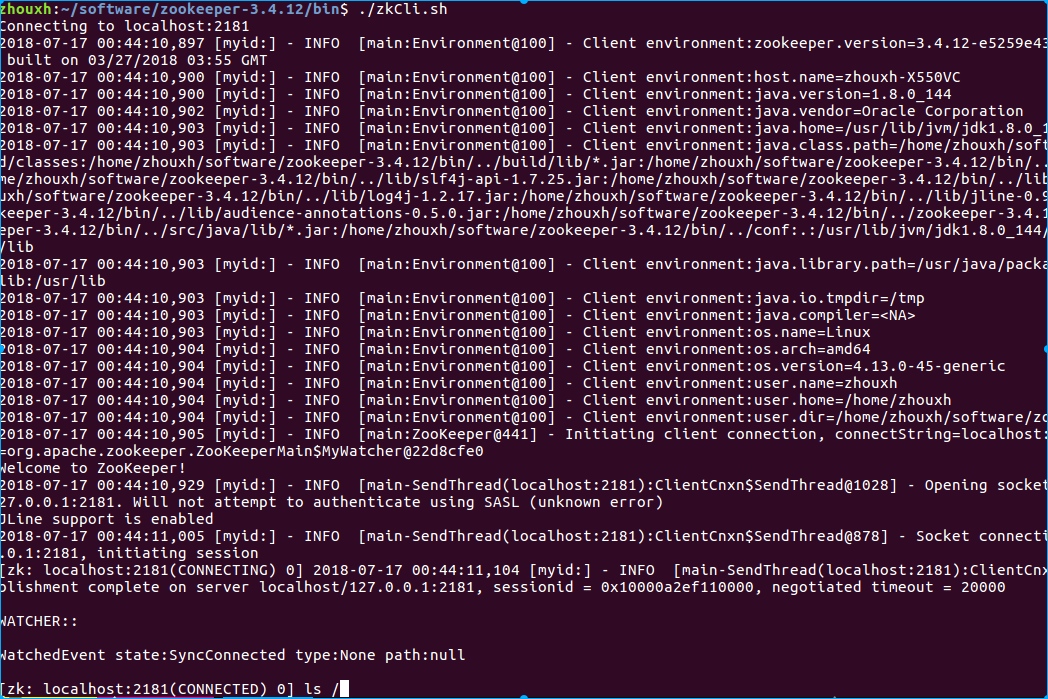 zhouxh:~/software/zookeeper-3.4.12/bin$ ./zkCli.sh
Connecting to localhost:2181
2018-07-17 00:44:10,897 [myid:] - INFO  [main:Environment@100] - Client environment:zookeeper.version=3.4.12-e5259e43
 built on 03/27/2018 03:55 GMT
2018-07-17 00:44:10,900 [myid:] - INFO  [main:Environment@100] - Client environment:host.name=zhouxh-X550VC
2018-07-17 00:44:10,900 [myid:] - INFO  [main:Environment@100] - Client environment:java.version=1.8.0_144
2018-07-17 00:44:10,902 [myid:] - INFO  [main:Environment@100] - Client environment:java.vendor=Oracle Corporation
2018-07-17 00:44:10,903 [myid:] - INFO  [main:Environment@100] - Client environment:java.home=/usr/lib/jvm/jdk1.8.0_1
2018-07-17 00:44:10,903 [myid:] - INFO  [main:Environment@100] - Client environment:java.class.path=/home/zhouxh/soft
d/classes:/home/zhouxh/software/zookeeper-3.4.12/bin/../build/lib/*.jar:/home/zhouxh/software/zookeeper-3.4.12/bin/..
me/zhouxh/software/zookeeper-3.4.12/bin/../lib/slf4j-api-1.7.25.jar:/home/zhouxh/software/zookeeper-3.4.12/bin/../lib
uxh/software/zookeeper-3.4.12/bin/../lib/log4j-1.2.17.jar:/home/zhouxh/software/zookeeper-3.4.12/bin/../lib/jline-0.9
keeper-3.4.12/bin/../lib/audience-annotations-0.5.0.jar:/home/zhouxh/software/zookeeper-3.4.12/bin/../zookeeper-3.4.1
eper-3.4.12/bin/../src/java/lib/*.jar:/home/zhouxh/software/zookeeper-3.4.12/bin/../conf:.:/usr/lib/jvm/jdk1.8.0_144/
/lib
2018-07-17 00:44:10,903 [myid:] - INFO  [main:Environment@100] - Client environment:java.library.path=/usr/java/packa
lib:/usr/lib
2018-07-17 00:44:10,903 [myid:] - INFO  [main:Environment@100] - Client environment:java.io.tmpdir=/tmp
2018-07-17 00:44:10,903 [myid:] - INFO  [main:Environment@100] - Client environment:java.compiler=<NA>
2018-07-17 00:44:10,903 [myid:] - INFO  [main:Environment@100] - Client environment:os.name=Linux
2018-07-17 00:44:10,904 [myid:] - INFO  [main:Environment@100] - Client environment:os.arch=amd64
2018-07-17 00:44:10,904 [myid:] - INFO  [main:Environment@100] - Client environment:os.version=4.13.0-45-generic
2018-07-17 00:44:10,904 [myid:] - INFO  [main:Environment@100] - Client environment:user.name=zhouxh
2018-07-17 00:44:10,904 [myid:] - INFO  [main:Environment@100] - Client environment:user.home=/home/zhouxh
2018-07-17 00:44:10,904 [myid:] - INFO  [main:Environment@100] - Client environment:user.dir=/home/zhouxh/software/zo
2018-07-17 00:44:10,905 [myid:] - INFO  [main:ZooKeeper@441] - Initiating client connection, connectString=localhost:
=org.apache.zookeeper.ZooKeeperMain$MyWatcher@22d8cfe0
Welcome to ZooKeeper!
2018-07-17 00:44:10,929 [myid:] - INFO  [main-SendThread(localhost:2181):ClientCnxn$SendThread@1028] - Opening socket
27.0.0.1:2181. Will not attempt to authenticate using SASL (unknown error)
JLine support is enabled
2018-07-17 00:44:11,005 [myid:] - INFO  [main-SendThread(localhost:2181):ClientCnxn$SendThread@878] - Socket connecti
.0.1:2181, initiating session
[zk: localhost:2181(CONNECTING) 0] 2018-07-17 00:44:11,104 [myid:] - INFO  [main-SendThread(localhost:2181):ClientCnx
blishment complete on server localhost/127.0.0.1:2181, sessionid = 0x10000a2ef110000, negotiated timeout = 20000
WATCHER::
WatchedEvent state:SyncConnected type:None path:null
[zk: localhost:2181(CONNECTED) 0] ls /